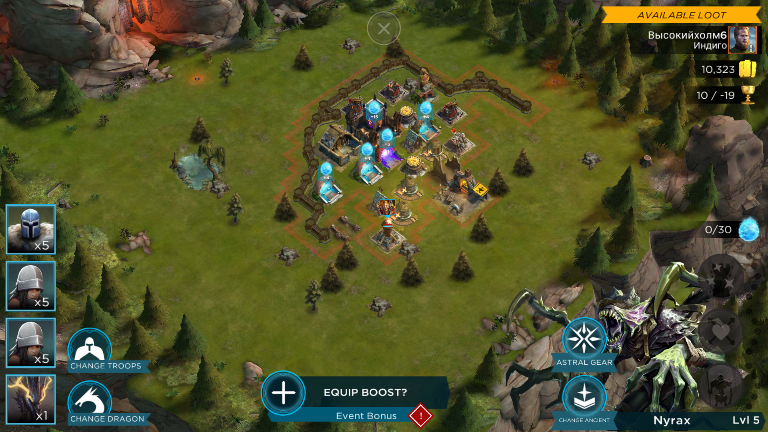 AVAILABLE LOOT
Высокийхолм6
Индиго
10,323
10 / -19
0/30
x5
x5
x5
x1
CHANGE TROOPS
CHANGE DRAGON
EQUIP BOOST?
Event Bonus
ASTRAL GEAR
CHANGE ANCIENT
Nyrax
Lvl 5